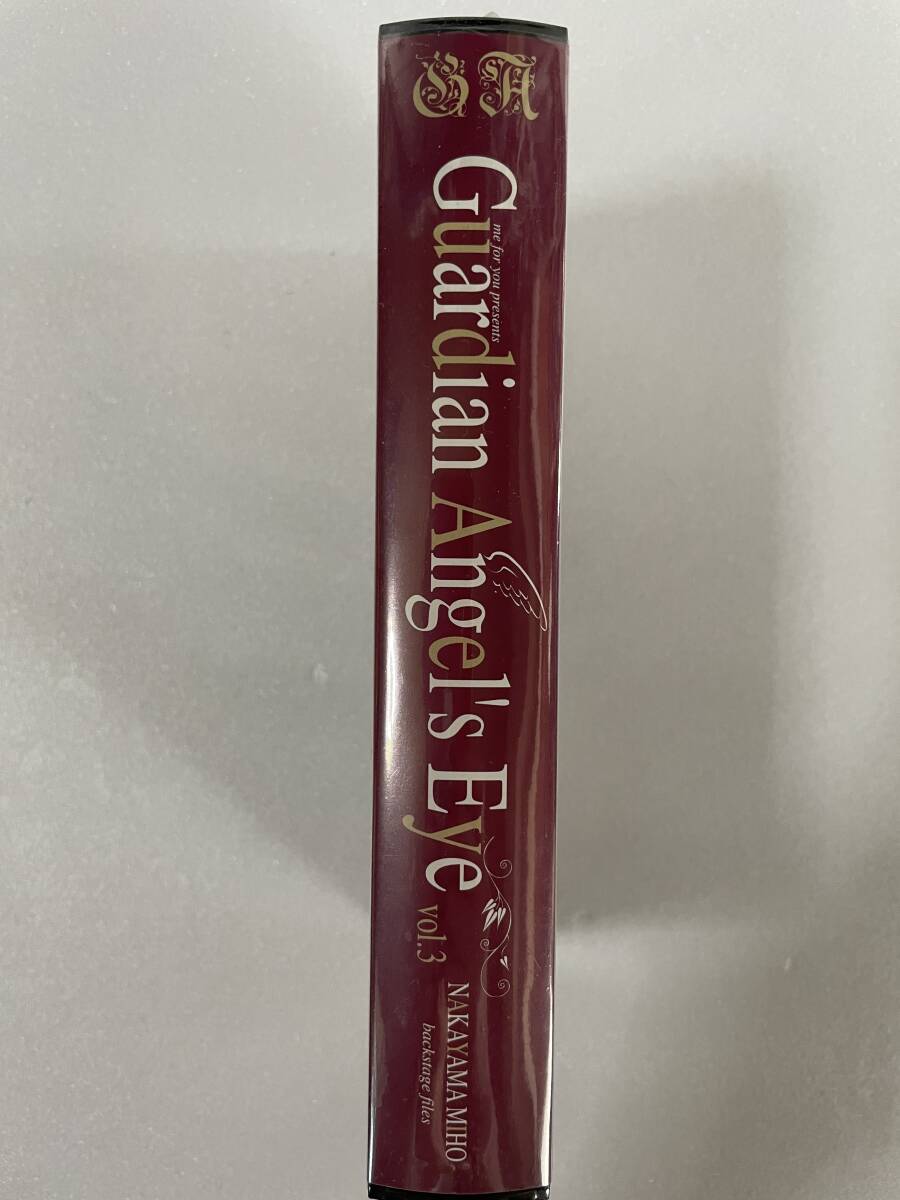 GA
me for you presents
Guardian Angel's Eye
vol.3
NAKAYAMA MIHO
backstage files